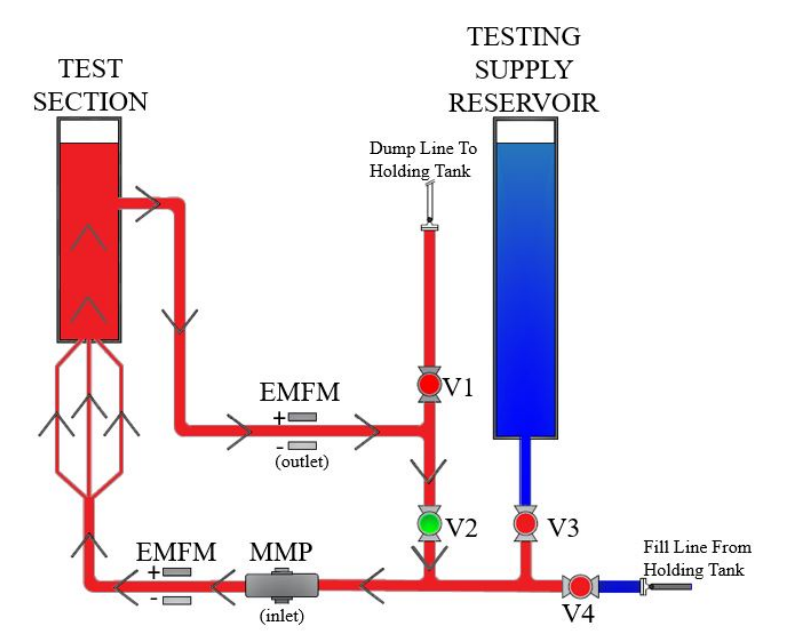 TESTING
SUPPLY
RESERVOIR
TEST
SECTION
Dump Line To
Holding Tank
V1
EMFM
+
-
(outlet)
V2
V3
EMFM
+
-
MMP
(inlet)
Fill Line From
Holding Tank
V4